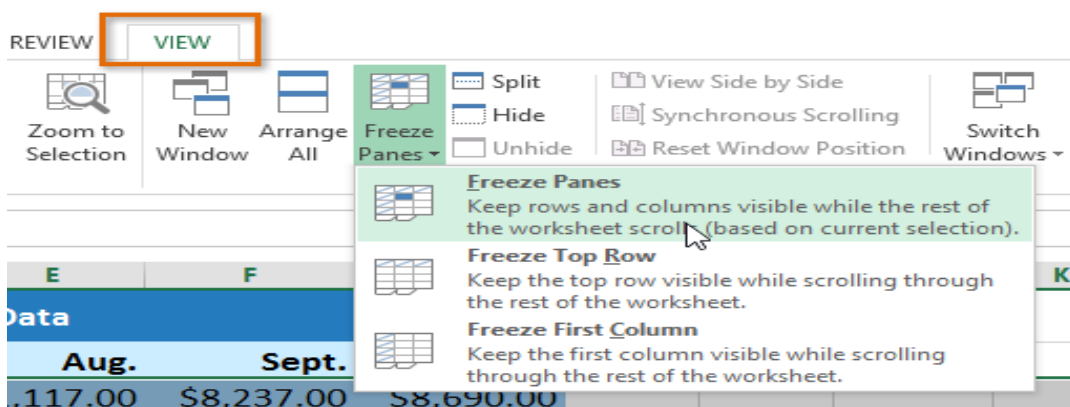 REVIEW VIEW
Zoom to Selection
New Window
Arrange All
Freeze Panes
Split
Hide
Unhide
View Side by Side
Synchronous Scrolling
Reset Window Position
Switch Windows
Freeze Panes
Keep rows and columns visible while the rest of
the worksheet scrolls (based on current selection).
Freeze Top Row
Keep the top row visible while scrolling through
the rest of the worksheet.
Freeze First Column
Keep the first column visible while scrolling
through the rest of the worksheet.
E F K
Data
Aug. Sept.
,117.00 $8,237.00 $8,690.00